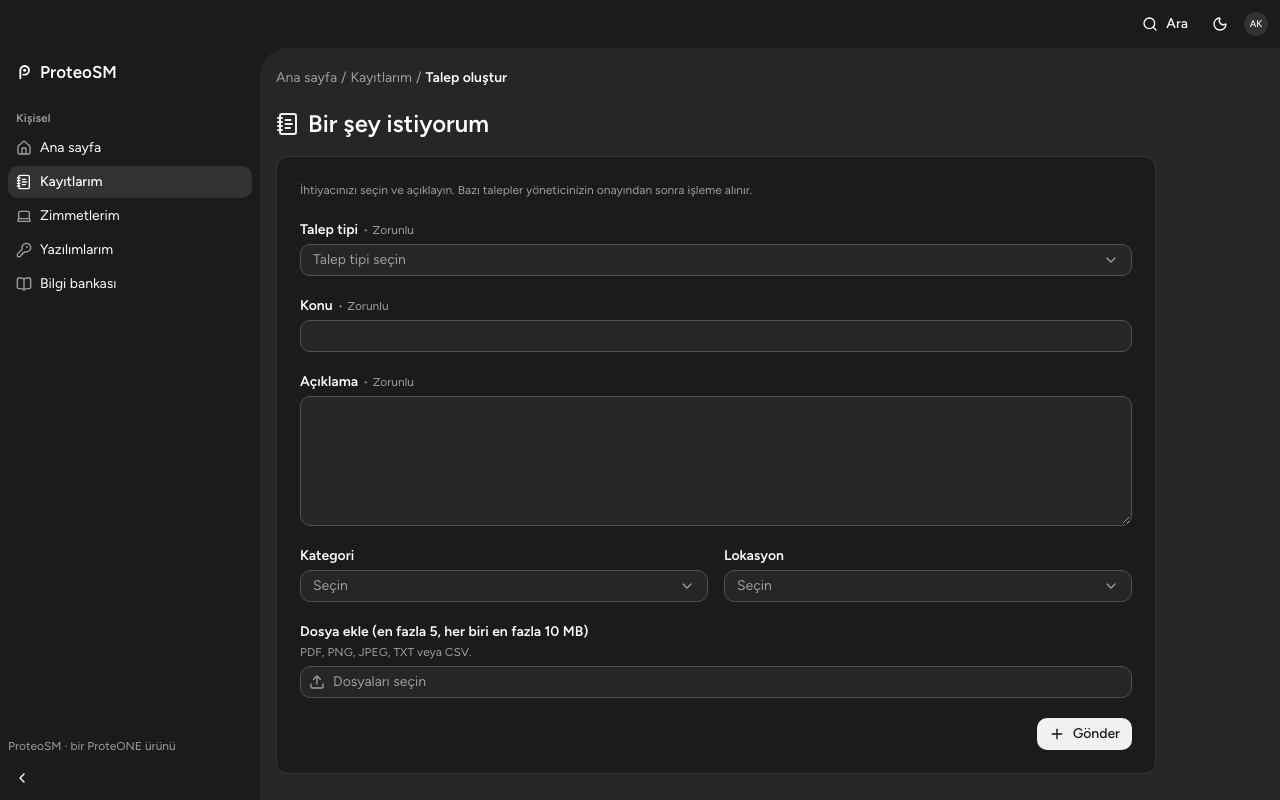 Ara
AK
ProteoSM
Kişisel
Ana sayfa
Kayıtlarım
Zimmetlerim
Yazılımlarım
Bilgi bankası
ProteoSM · bir ProteONE ürünü
Ana sayfa / Kayıtlarım / Talep oluştur
Bir şey istiyorum
İhtiyacınızı seçin ve açıklayın. Bazı talepler yöneticinizin onayından sonra işleme alınır.
Talep tipi • Zorunlu
Talep tipi seçin
Konu • Zorunlu
Açıklama • Zorunlu
Kategori
Seçin
Lokasyon
Seçin
Dosya ekle (en fazla 5, her biri en fazla 10 MB)
PDF, PNG, JPEG, TXT veya CSV.
Dosyaları seçin
Gönder